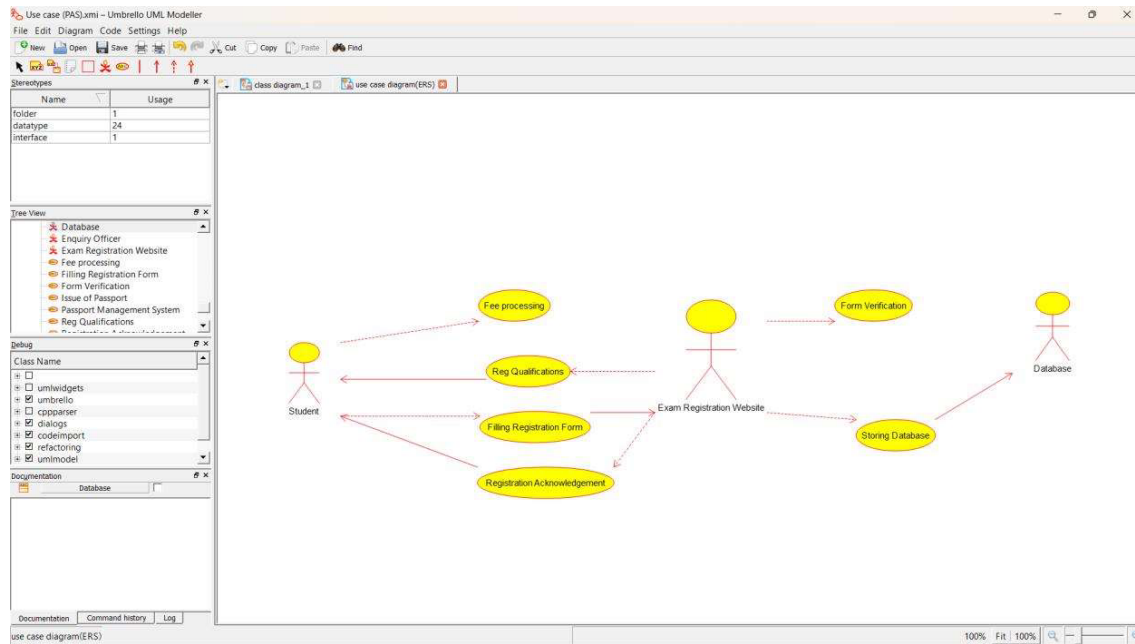 Use case (PAS).xmi – Umbrello UML Modeller
File Edit Diagram Code Settings Help
New Open Save Cut Copy Paste Find
XYZ
Stereotypes
class diagram_1 use case diagram(ERS)
Name Usage
folder 1
datatype 24
interface 1
Tree View
Database
Enquiry Officer
Exam Registration Website
Fee processing
Filling Registration Form
Form Verification
Issue of Passport
Passport Management System
Reg Qualifications
Registration Acknowledgement
Debug
Class Name
umlwidgets
umbrello
cppparser
dialogs
codeimport
refactoring
umlmodel
Documentation
Database
Documentation Command history Log
use case diagram(ERS)
100% Fit 100%
Fee processing
Form Verification
Reg Qualifications
Database
Student
Exam Registration Website
Filling Registration Form
Storing Database
Registration Acknowledgement